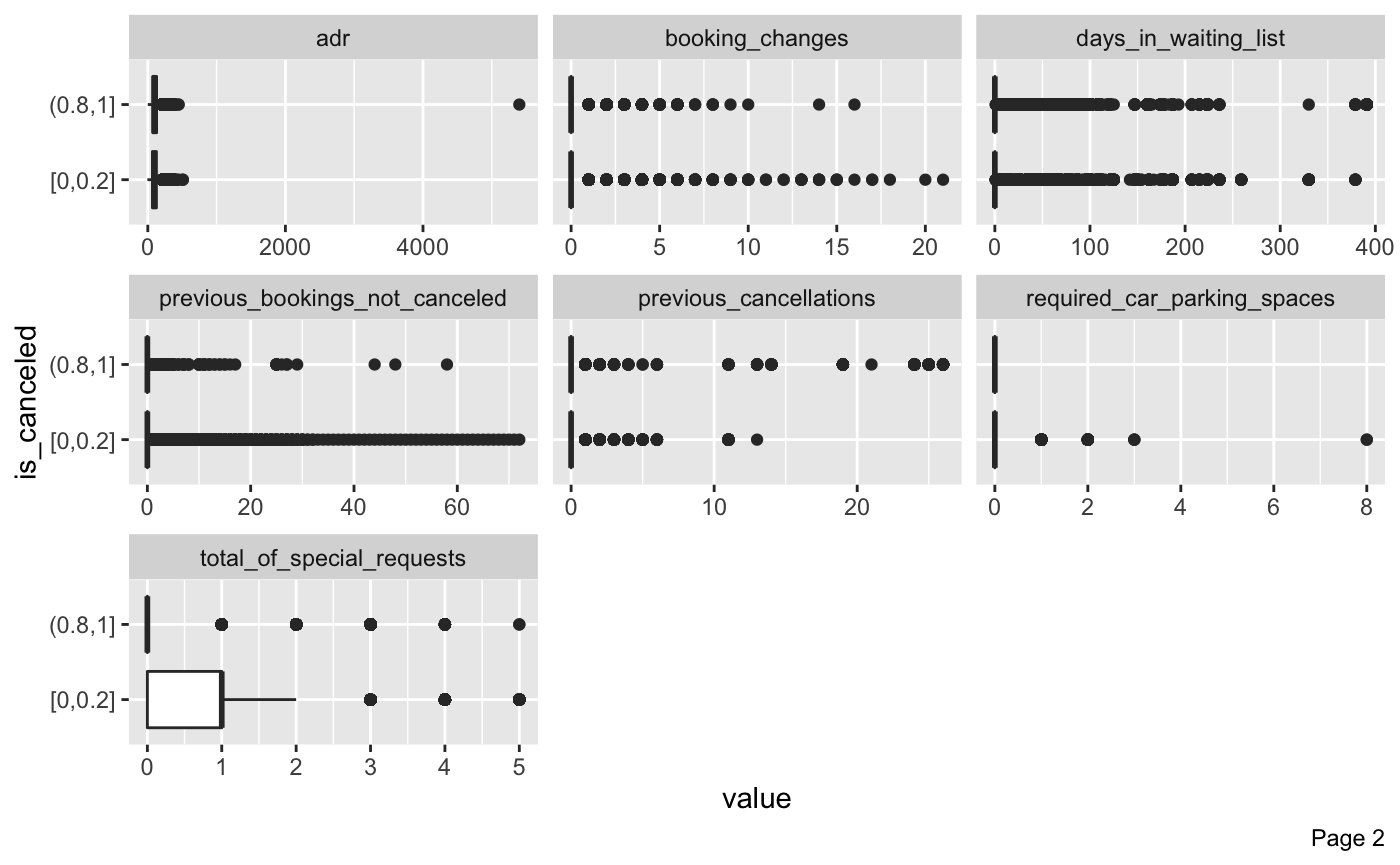 adr booking_changes days_in_waiting_list
(0.8,1]
[0,0.2]
0 2000 4000 0 5 10 15 20 0 100 200 300 400
previous_bookings_not_canceled previous_cancellations required_car_parking_spaces
(0.8,1]
[0,0.2]
0 20 40 60 0 10 20 0 2 4 6 8
is_canceled
total_of_special_requests
(0.8,1]
[0,0.2]
0 1 2 3 4 5
value
Page 2